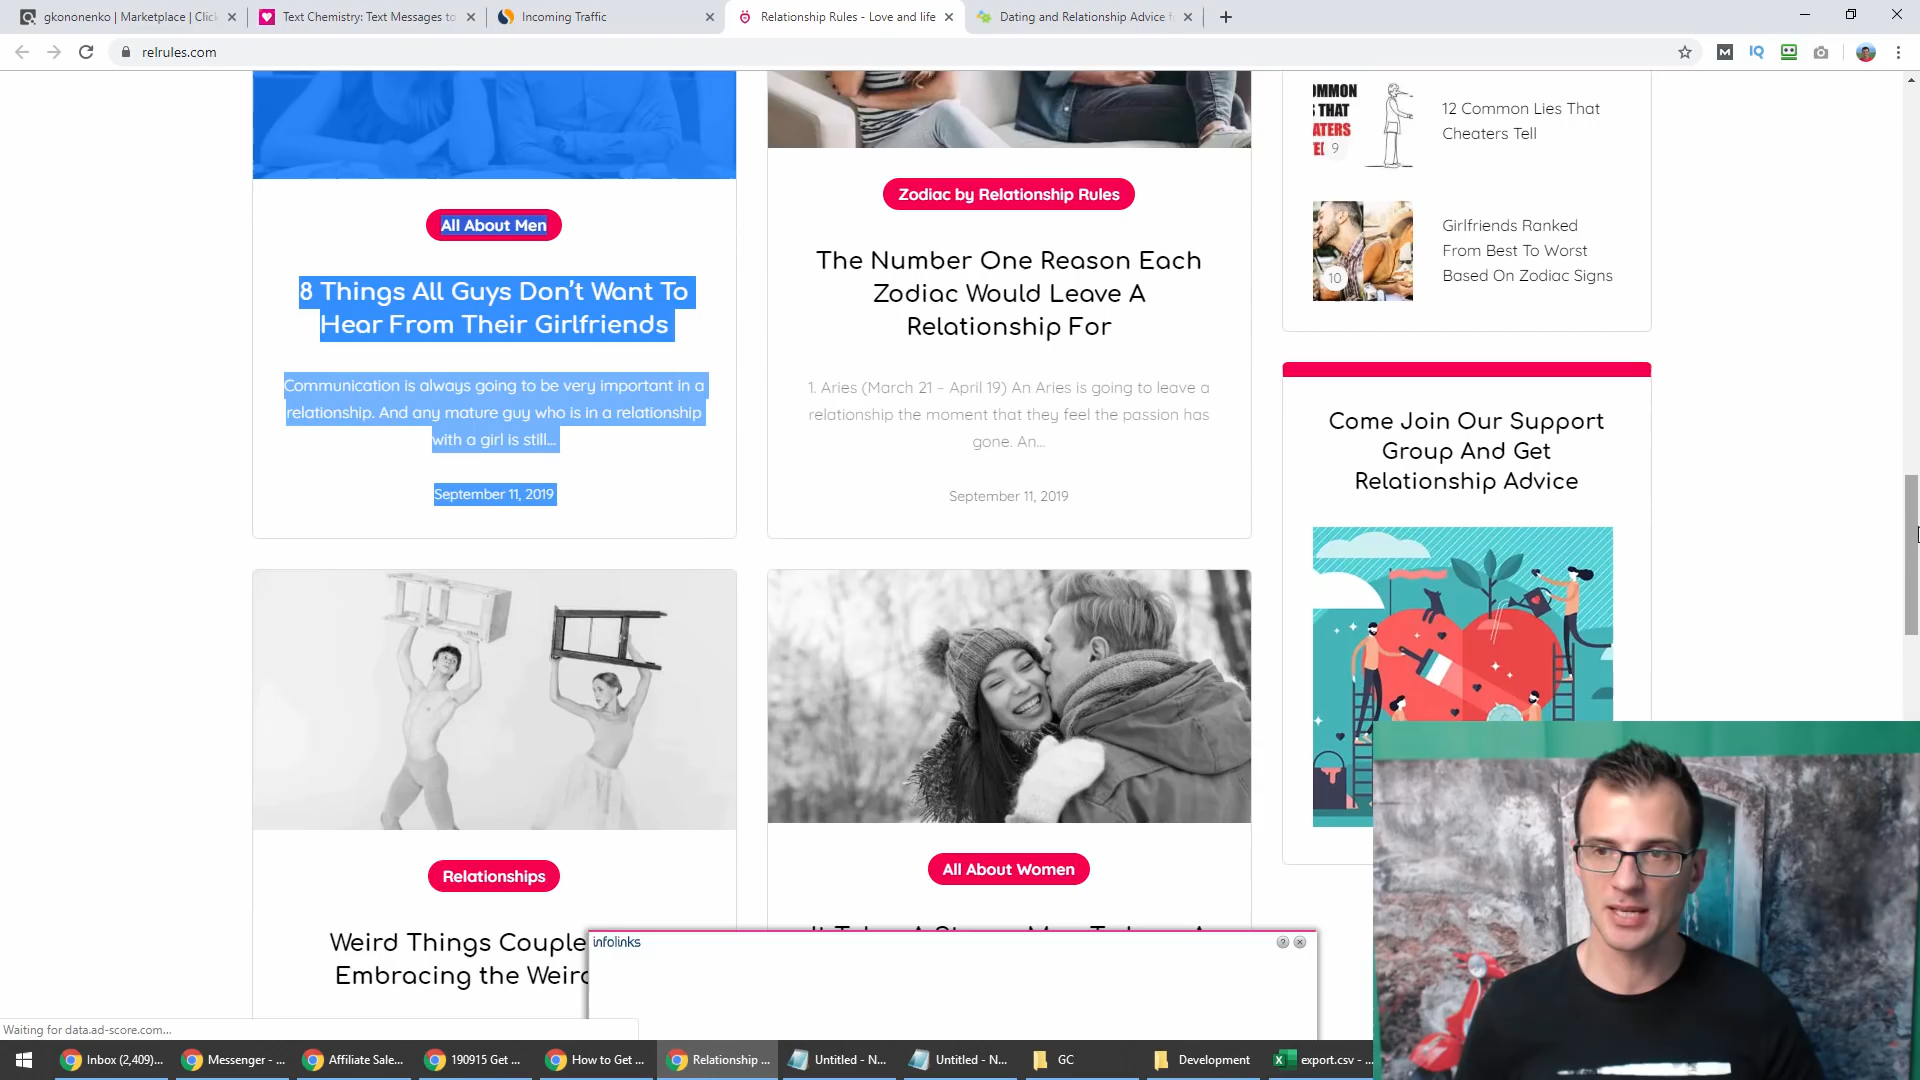 gkononenko | Marketplace | Click
Text Chemistry: Text Messages to
Incoming Traffic
Relationship Rules - Love and life
Dating and Relationship Advice f
relrules.com
All About Men
8 Things All Guys Don't Want To
Hear From Their Girlfriends
Communication is always going to be very important in a
relationship. And any mature guy who is in a relationship
with a girl is still...
September 11, 2019
Zodiac by Relationship Rules
The Number One Reason Each
Zodiac Would Leave A
Relationship For
1. Aries (March 21 – April 19) An Aries is going to leave a
relationship the moment that they feel the passion has
gone. An...
September 11, 2019
OMMON
THAT
ATERS
9
12 Common Lies That
Cheaters Tell
10
Girlfriends Ranked
From Best To Worst
Based On Zodiac Signs
Come Join Our Support
Group And Get
Relationship Advice
Relationships
Weird Things Couple
Embracing the Weird
All About Women
infolinks
Waiting for data.ad-score.com...
Inbox (2,409)...
Messenger - ...
Affiliate Sale...
190915 Get ...
How to Get ...
Relationship ...
Untitled - N...
Untitled - N...
GC
Development
export.csv - ...